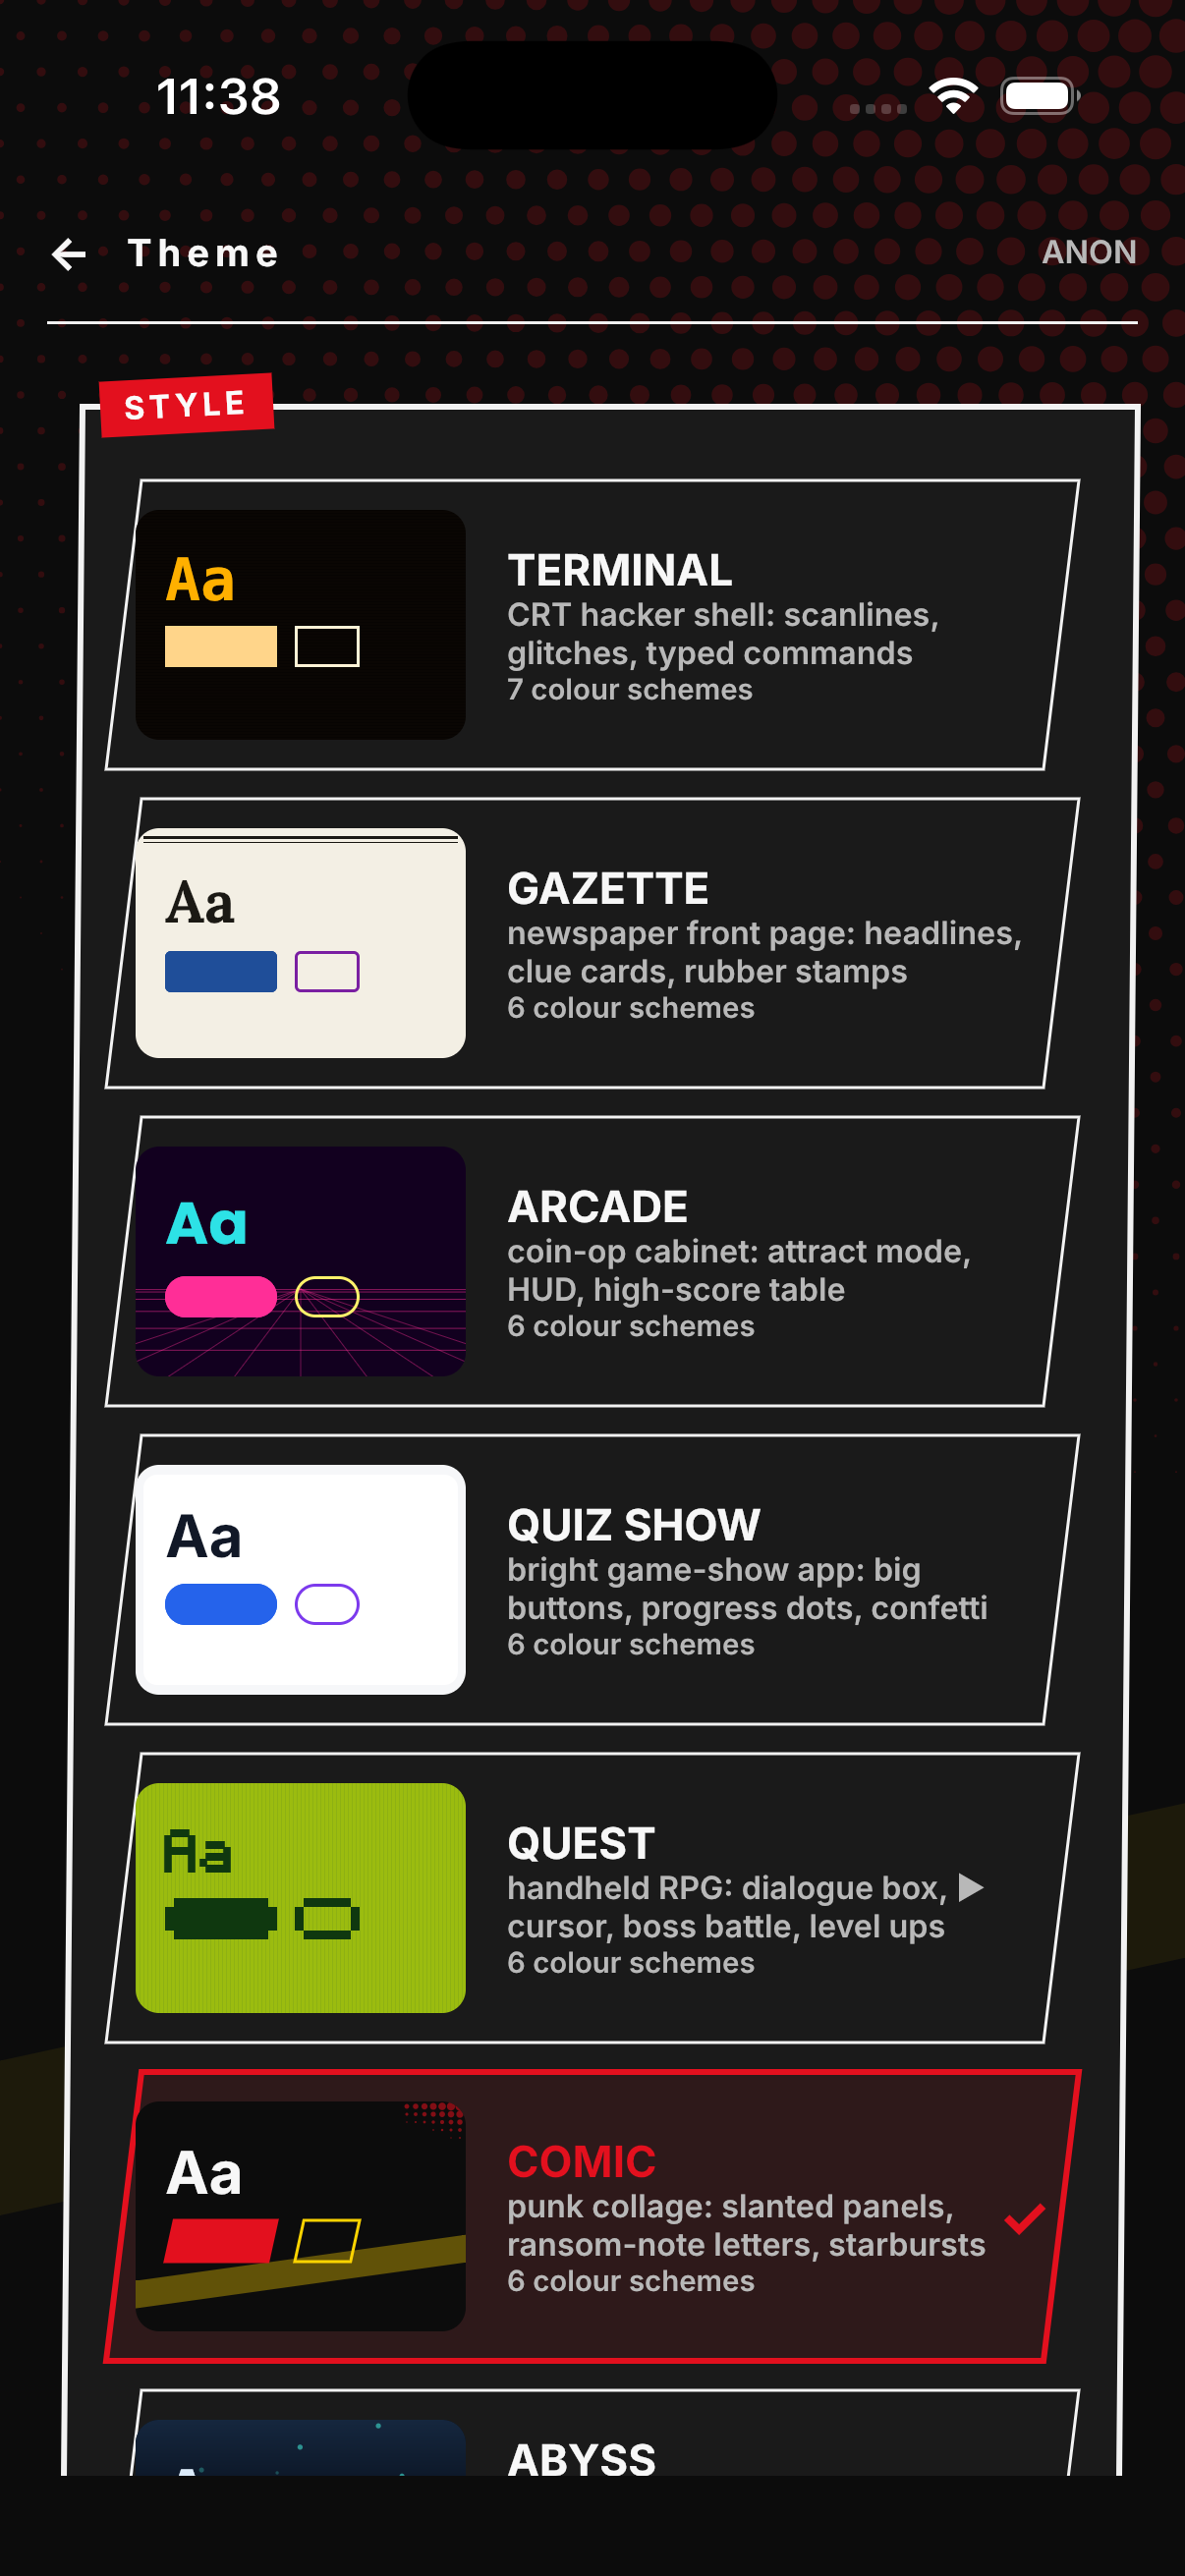 11:38
Theme
ANON
STYLE
Aa
TERMINAL
CRT hacker shell: scanlines,
glitches, typed commands
7 colour schemes
Aa
GAZETTE
newspaper front page: headlines,
clue cards, rubber stamps
6 colour schemes
Aa
ARCADE
coin-op cabinet: attract mode,
HUD, high-score table
6 colour schemes
Aa
QUIZ SHOW
bright game-show app: big
buttons, progress dots, confetti
6 colour schemes
Aa
QUEST
handheld RPG: dialogue box, ▶
cursor, boss battle, level ups
6 colour schemes
Aa
COMIC
punk collage: slanted panels,
ransom-note letters, starbursts
6 colour schemes
ABYSS